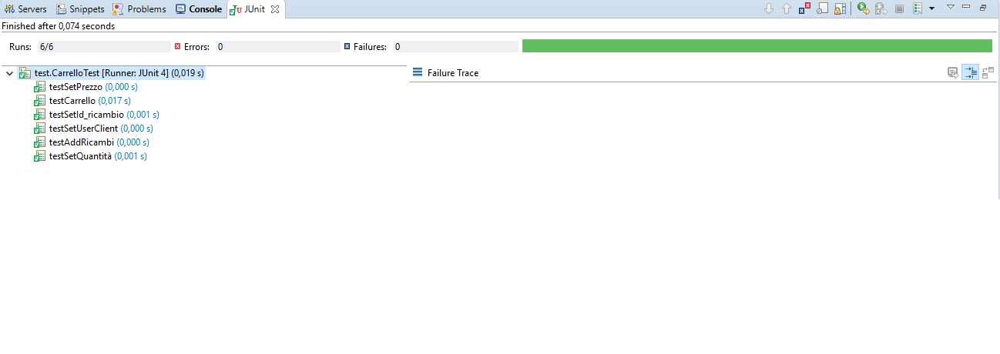 Servers Snippets Problems Console JUnit
Finished after 0,074 seconds
Runs: 6/6 Errors: 0 Failures: 0
test.CarrelloTest [Runner: JUnit 4] (0,019 s)
Failure Trace
testSetPrezzo (0,000 s)
testCarrello (0,017 s)
testSetId_ricambio (0,001 s)
testSetUserClient (0,000 s)
testAddRicambi (0,000 s)
testSetQuantità (0,001 s)